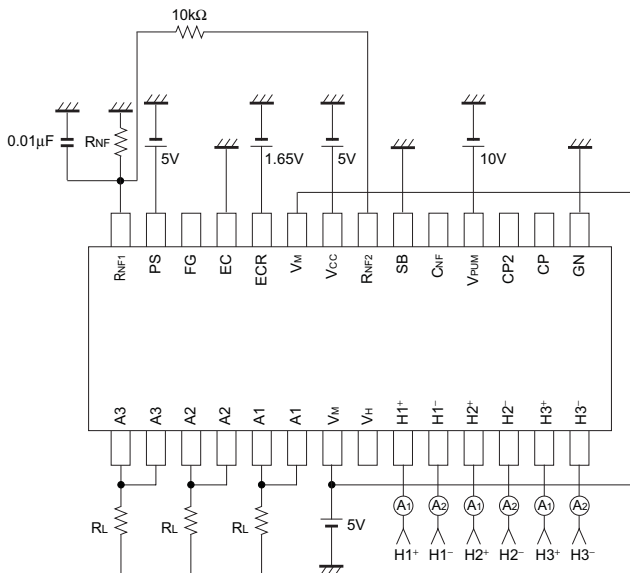 10kΩ
0.01μF
RNF
5V
1.65V
5V
10V
RNF1
PS
FG
EC
ECR
VM
VCC
RNF2
SB
CNF
VPUM
CP2
CP
GN
A3
A3
A2
A2
A1
A1
VM
VH
H1+
H1−
H2+
H2−
H3+
H3−
RL
RL
RL
5V
A1
A2
A1
A2
A1
A2
H1+
H1−
H2+
H2−
H3+
H3−